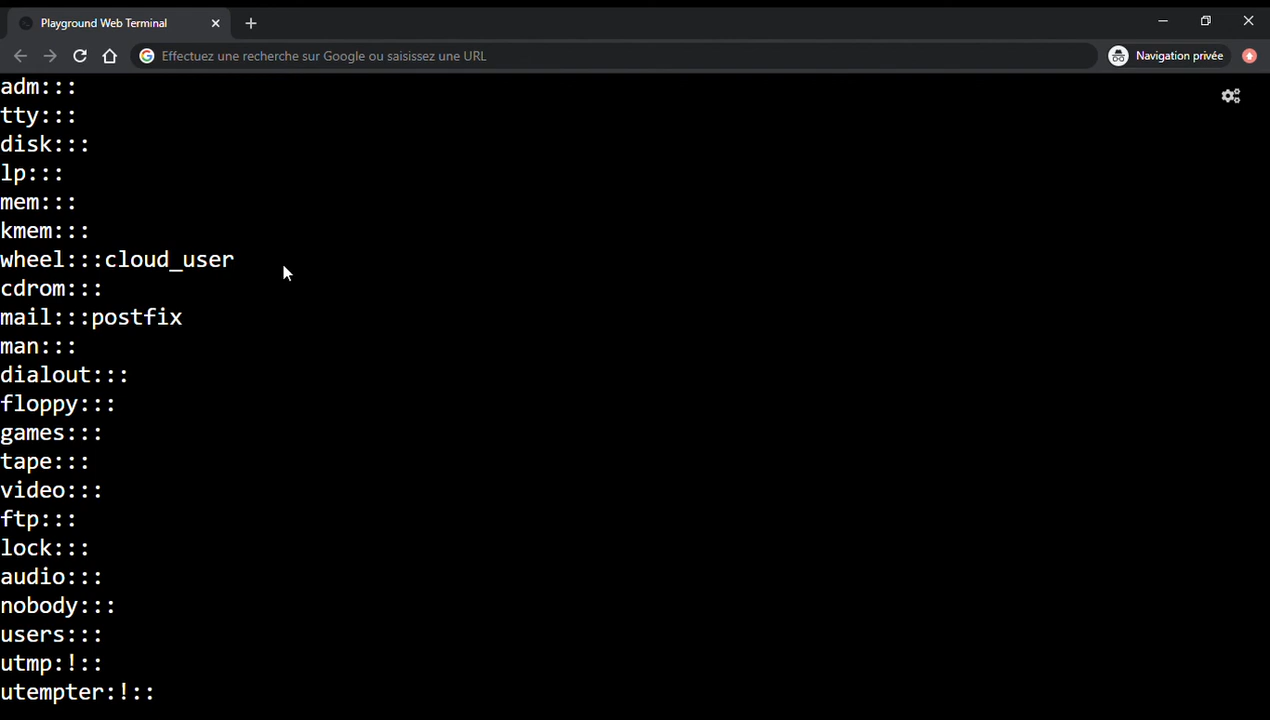 Playground Web Terminal
Effectuez une recherche sur Google ou saisissez une URL
Navigation privée
adm:::
tty:::
disk:::
lp:::
mem:::
kmem:::
wheel:::cloud_user
cdrom:::
mail:::postfix
man:::
dialout:::
floppy:::
games:::
tape:::
video:::
ftp:::
lock:::
audio:::
nobody:::
users:::
utmp:!::
utempter:!::